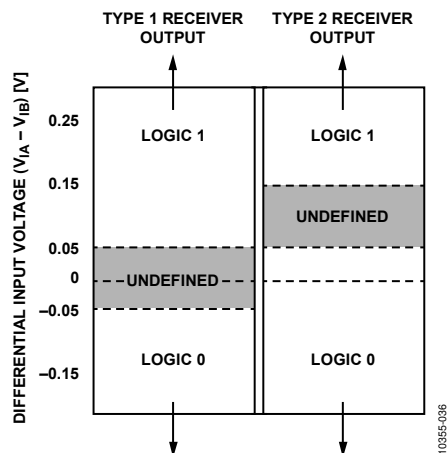 TYPE 1 RECEIVER
OUTPUT
TYPE 2 RECEIVER
OUTPUT
DIFFERENTIAL INPUT VOLTAGE (VIA – VIB) [V]
0.25
0.15
0.05
0
–0.05
–0.15
LOGIC 1
UNDEFINED
LOGIC 0
LOGIC 1
UNDEFINED
LOGIC 0
10355-036